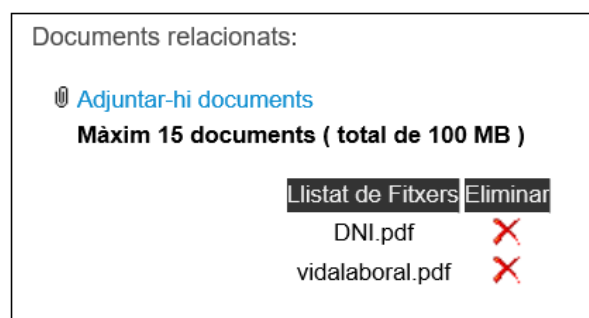 Documents relacionats:
Adjuntar-hi documents
Màxim 15 documents ( total de 100 MB )
Llistat de Fitxers Eliminar
DNI.pdf
vidalaboral.pdf